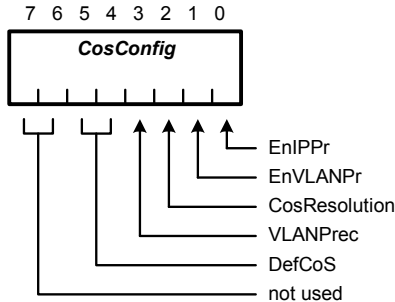 7 6 5 4 3 2 1 0
CosConfig
EnIPPr
EnVLANPr
CosResolution
VLANPrec
DefCoS
not used